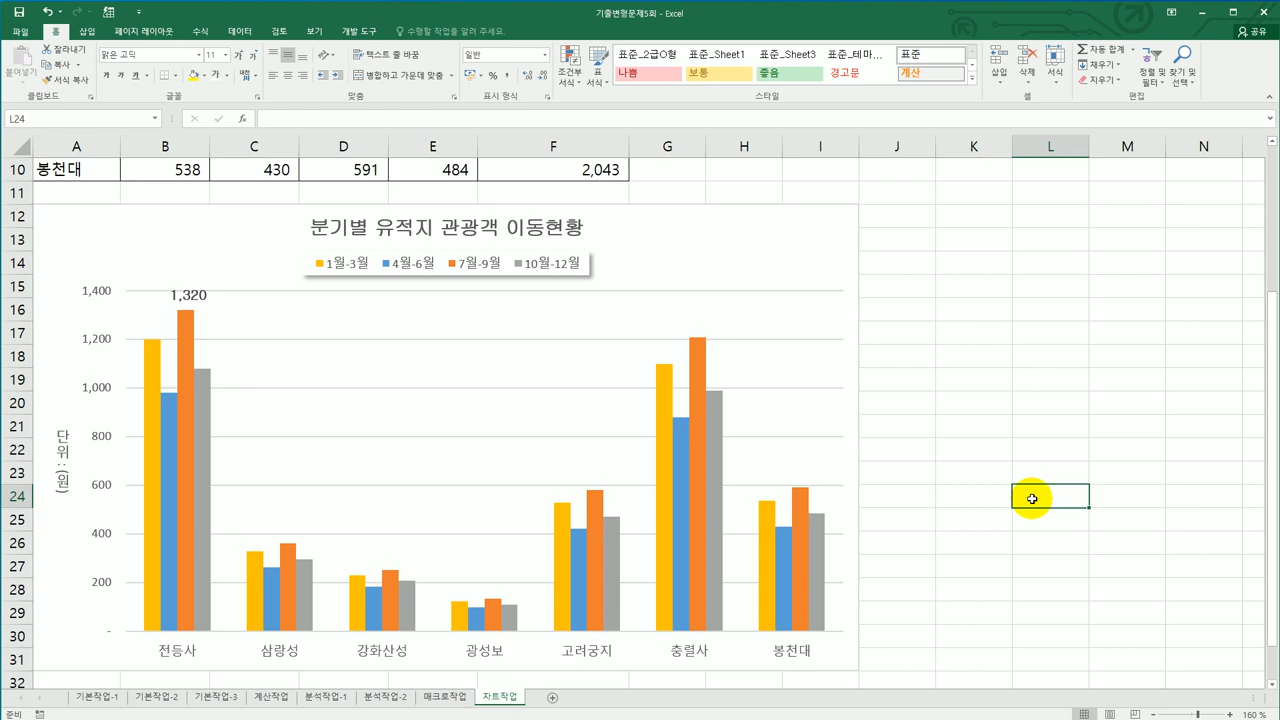 기출변형문제5회 - Excel
파일 홈 삽입 페이지 레이아웃 수식 데이터 검토 보기 개발 도구 수행할 작업을 알려 주세요. 공유
붙여넣기 잘라내기 복사 서식 복사
맑은 고딕 11 가 가 가 텍스트 줄 바꿈 병합하고 가운데 맞춤 일반
조건부 서식 표 서식
표준_2급O형 표준_Sheet1 표준_Sheet3 표준_테마... 표준
나쁨 보통 좋음 경고문 계산
삽입 삭제 서식
자동 합계 채우기 지우기 정렬 및 필터 찾기 및 선택
클립보드 글꼴 맞춤 표시 형식 스타일 셀 편집
L24 fx
A B C D E F G H I J K L M N
10 봉천대 538 430 591 484 2,043
11
12
13
14
15
16
17
18
19
20
21
22
23
24
25
26
27
28
29
30
31
32
분기별 유적지 관광객 이동현황
1월-3월 4월-6월 7월-9월 10월-12월
1,320
1,400
1,200
1,000
800
600
400
200
-
단위:(원)
전등사 삼랑성 강화산성 광성보 고려궁지 충렬사 봉천대
기본작업-1 기본작업-2 기본작업-3 계산작업 분석작업-1 분석작업-2 매크로작업 차트작업
준비 160 %